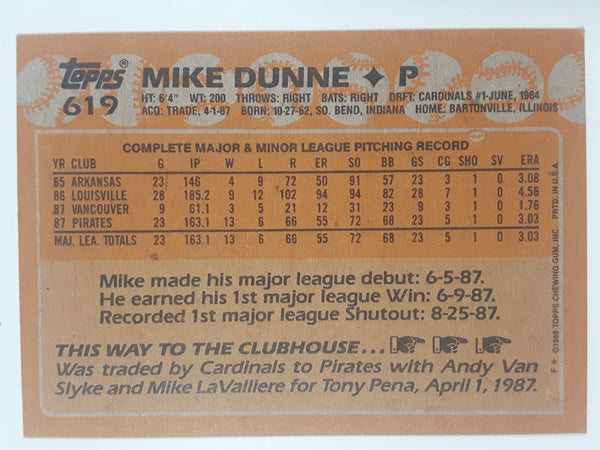 Topps® MIKE DUNNE ♦ P
619 HT: 6'4" WT: 200 THROWS: RIGHT BATS: RIGHT DRFT: CARDINALS #1-JUNE, 1984
ACQ: TRADE, 4-1-87 BORN: 10-27-62, SO. BEND, INDIANA HOME: BARTONVILLE, ILLINOIS
COMPLETE MAJOR & MINOR LEAGUE PITCHING RECORD
YR CLUB G IP W L R ER SO BB GS CG SHO SV ERA
85 ARKANSAS 23 146 4 9 72 50 91 57 23 3 1 0 3.08
86 LOUISVILLE 28 185.2 9 12 102 94 94 82 28 7 1 0 4.56
87 VANCOUVER 9 61.1 3 5 21 12 31 23 9 3 1 0 1.76
87 PIRATES 23 163.1 13 6 66 55 72 68 23 5 1 0 3.03
MAJ. LEA. TOTALS 23 163.1 13 6 66 55 72 68 23 5 1 0 3.03
Mike made his major league debut: 6-5-87.
He earned his 1st major league Win: 6-9-87.
Recorded 1st major league Shutout: 8-25-87.
THIS WAY TO THE CLUBHOUSE...
Was traded by Cardinals to Pirates with Andy Van
Slyke and Mike LaValliere for Tony Pena, April 1, 1987.
F * ©1988 TOPPS CHEWING GUM, INC. PRTD. IN U.S.A.